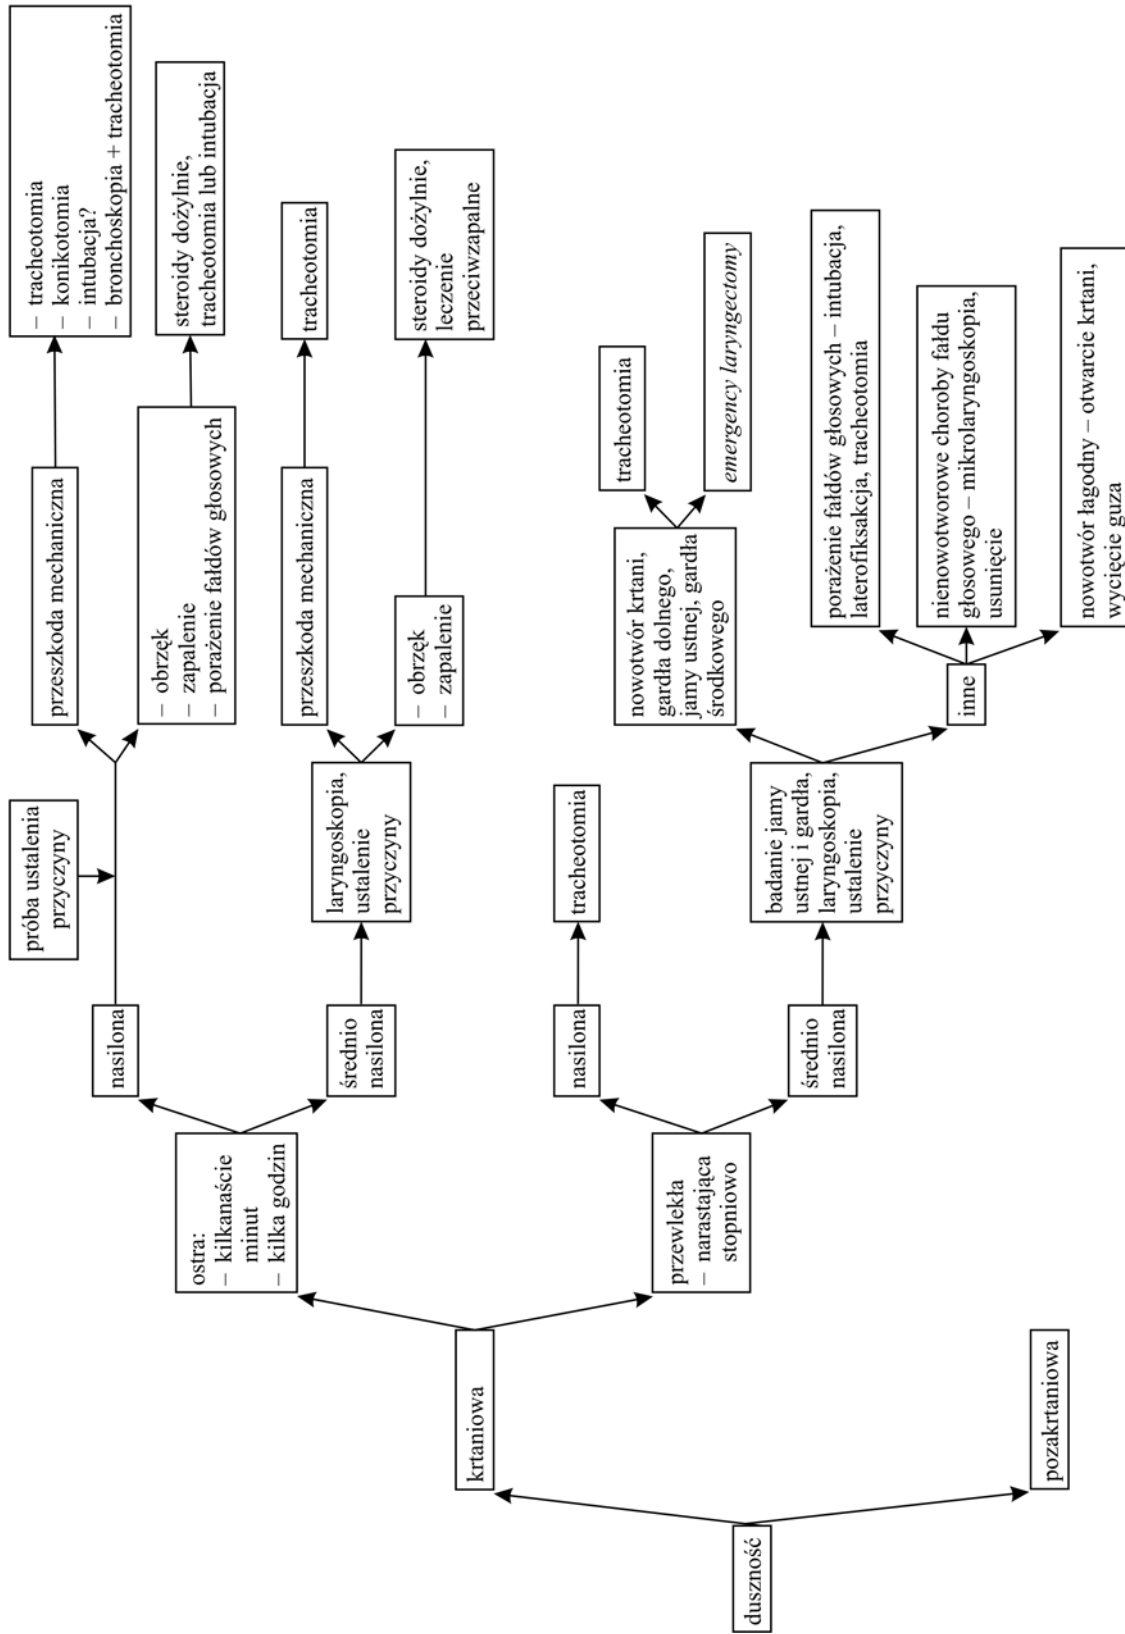 duszność
krtaniowa
pozakrtaniowa
ostra:
– kilkanaście
minut
– kilka godzin
przewlekła
– narastająca
stopniowo
nasilona
średnio
nasilona
nasilona
średnio
nasilona
próba ustalenia
przyczyny
laryngoskopia,
ustalenie
przyczyny
tracheotomia
badanie jamy
ustnej i gardła,
laryngoskopia,
ustalenie
przyczyny
przeszkoda mechaniczna
– obrzęk
– zapalenie
– porażenie fałdów głosowych
przeszkoda mechaniczna
– obrzęk
– zapalenie
nowotwór krtani,
gardła dolnego,
jamy ustnej, gardła
środkowego
inne
– tracheotomia
– konikotomia
– intubacja?
– bronchoskopia + tracheotomia
steroidy dożylnie,
tracheotomia lub intubacja
tracheotomia
steroidy dożylnie,
leczenie
przeciwzapalne
tracheotomia
emergency laryngectomy
porażenie fałdów głosowych – intubacja,
laterofiksakcja, tracheotomia
nienowotworowe choroby fałdu
głosowego – mikrolaryngoskopia,
usunięcie
nowotwór łagodny – otwarcie krtani,
wycięcie guza